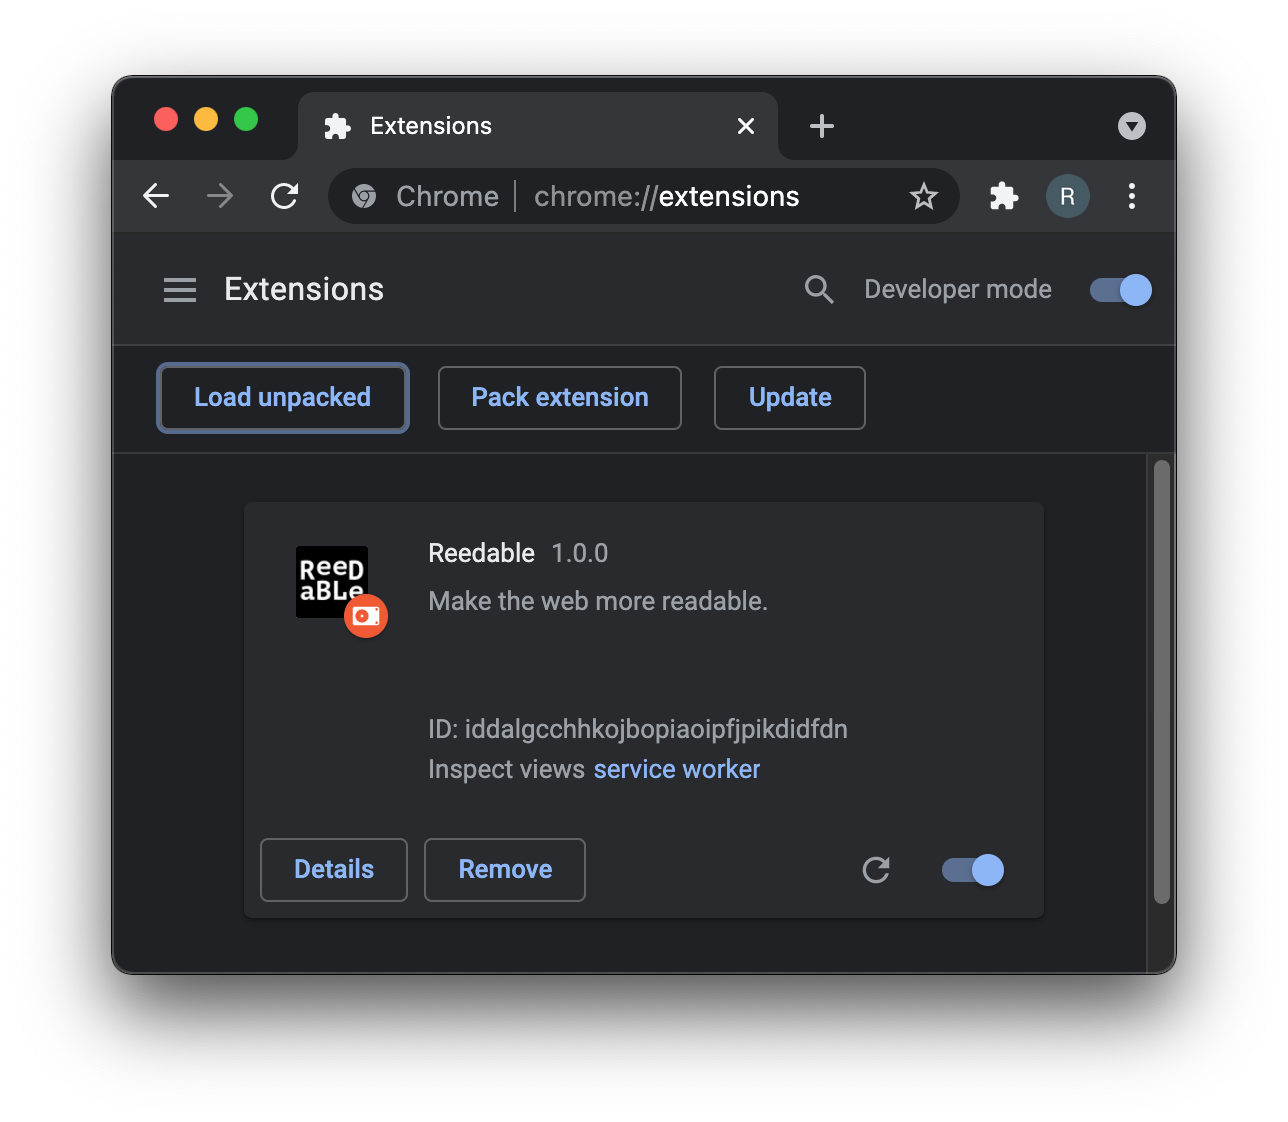 Extensions
Chrome chrome://extensions
R
Extensions
Developer mode
Load unpacked
Pack extension
Update
ReeD
aBLe
Reedable 1.0.0
Make the web more readable.
ID: iddalgcchhkojbopiaoipfjpikdidfdn
Inspect views service worker
Details
Remove